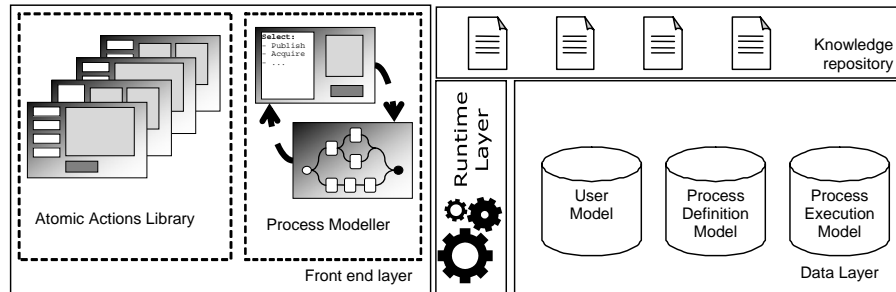 Select:
- Publish
- Acquire
- ...
Atomic Actions Library
Process Modeller
Front end layer
Knowledge
repository
Runtime
Layer
User
Model
Process
Definition
Model
Process
Execution
Model
Data Layer